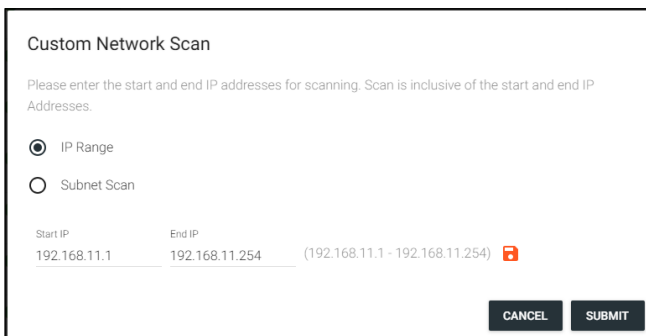 Custom Network Scan
Please enter the start and end IP addresses for scanning. Scan is inclusive of the start and end IP
Addresses.
IP Range
Subnet Scan
Start IP
End IP
192.168.11.1
192.168.11.254
(192.168.11.1 - 192.168.11.254)
CANCEL
SUBMIT